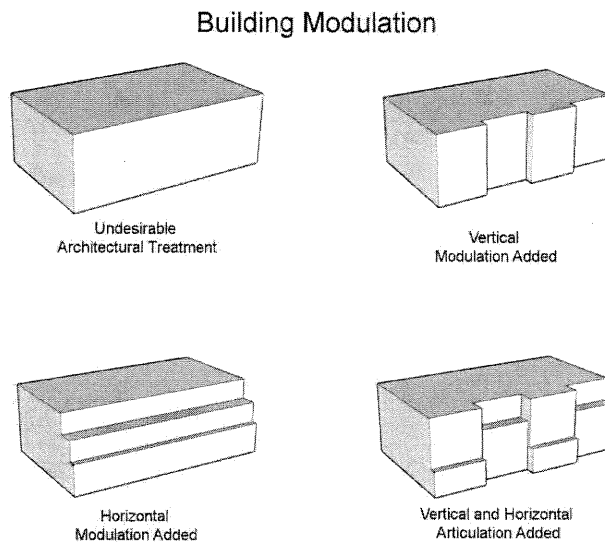 Building Modulation
Undesirable
Architectural Treatment
Vertical
Modulation Added
Horizontal
Modulation Added
Vertical and Horizontal
Articulation Added